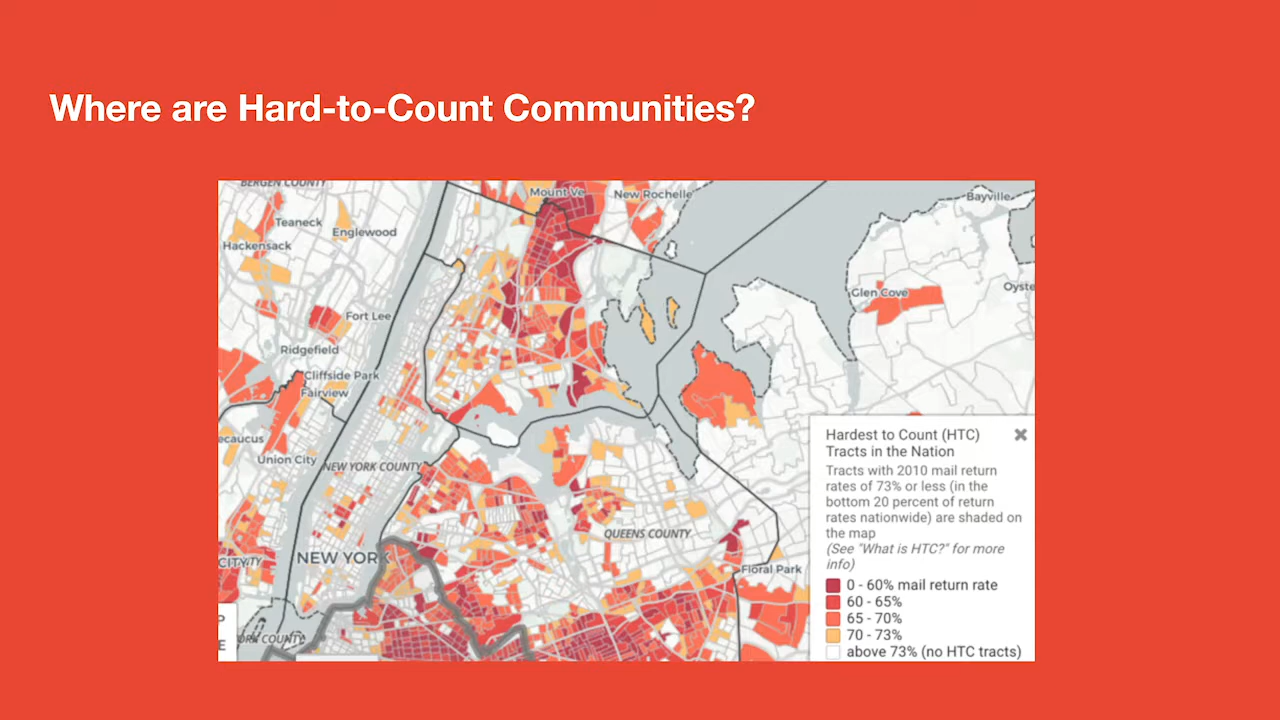 Where are Hard-to-Count Communities?
BERGEN COUNTY
Mount Ve
New Rochelle
Bayville
Teaneck
Englewood
Hackensack
Glen Cove
Oyste
Fort Lee
Ridgefield
Cliffside Park
Fairview
ecaucus
Union City
NEW YORK COUNTY
QUEENS COUNTY
NEW YORK
CITY
Floral Park
P
E
ORK COUNTY
Hardest to Count (HTC)
Tracts in the Nation
Tracts with 2010 mail return
rates of 73% or less (in the
bottom 20 percent of return
rates nationwide) are shaded on
the map
(See "What is HTC?" for more
info)
0 - 60% mail return rate
60 - 65%
65 - 70%
70 - 73%
above 73% (no HTC tracts)